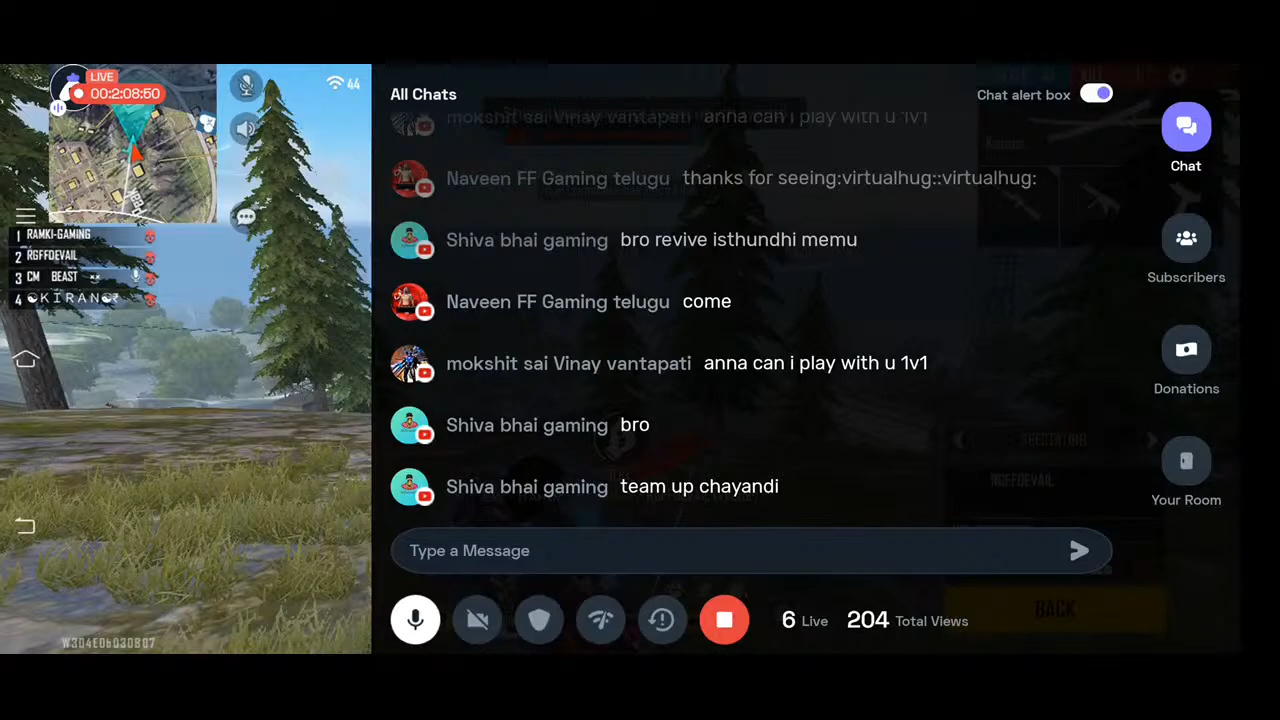 LIVE
00:2:08:50
44
1 RAMKI-GAMING
2 RGFFDEVAIL
3 CM BEAST
4 KIRAN
W304E0b030807
All Chats
Chat alert box
mokshit sai Vinay vantapati anna can i play with u 1v1
Naveen FF Gaming telugu thanks for seeing:virtualhug::virtualhug:
Shiva bhai gaming bro revive isthundhi memu
Naveen FF Gaming telugu come
mokshit sai Vinay vantapati anna can i play with u 1v1
Shiva bhai gaming bro
Shiva bhai gaming team up chayandi
Type a Message
6 Live 204 Total Views
Chat
Subscribers
Donations
Your Room
RGFFDEVAIL
BACK